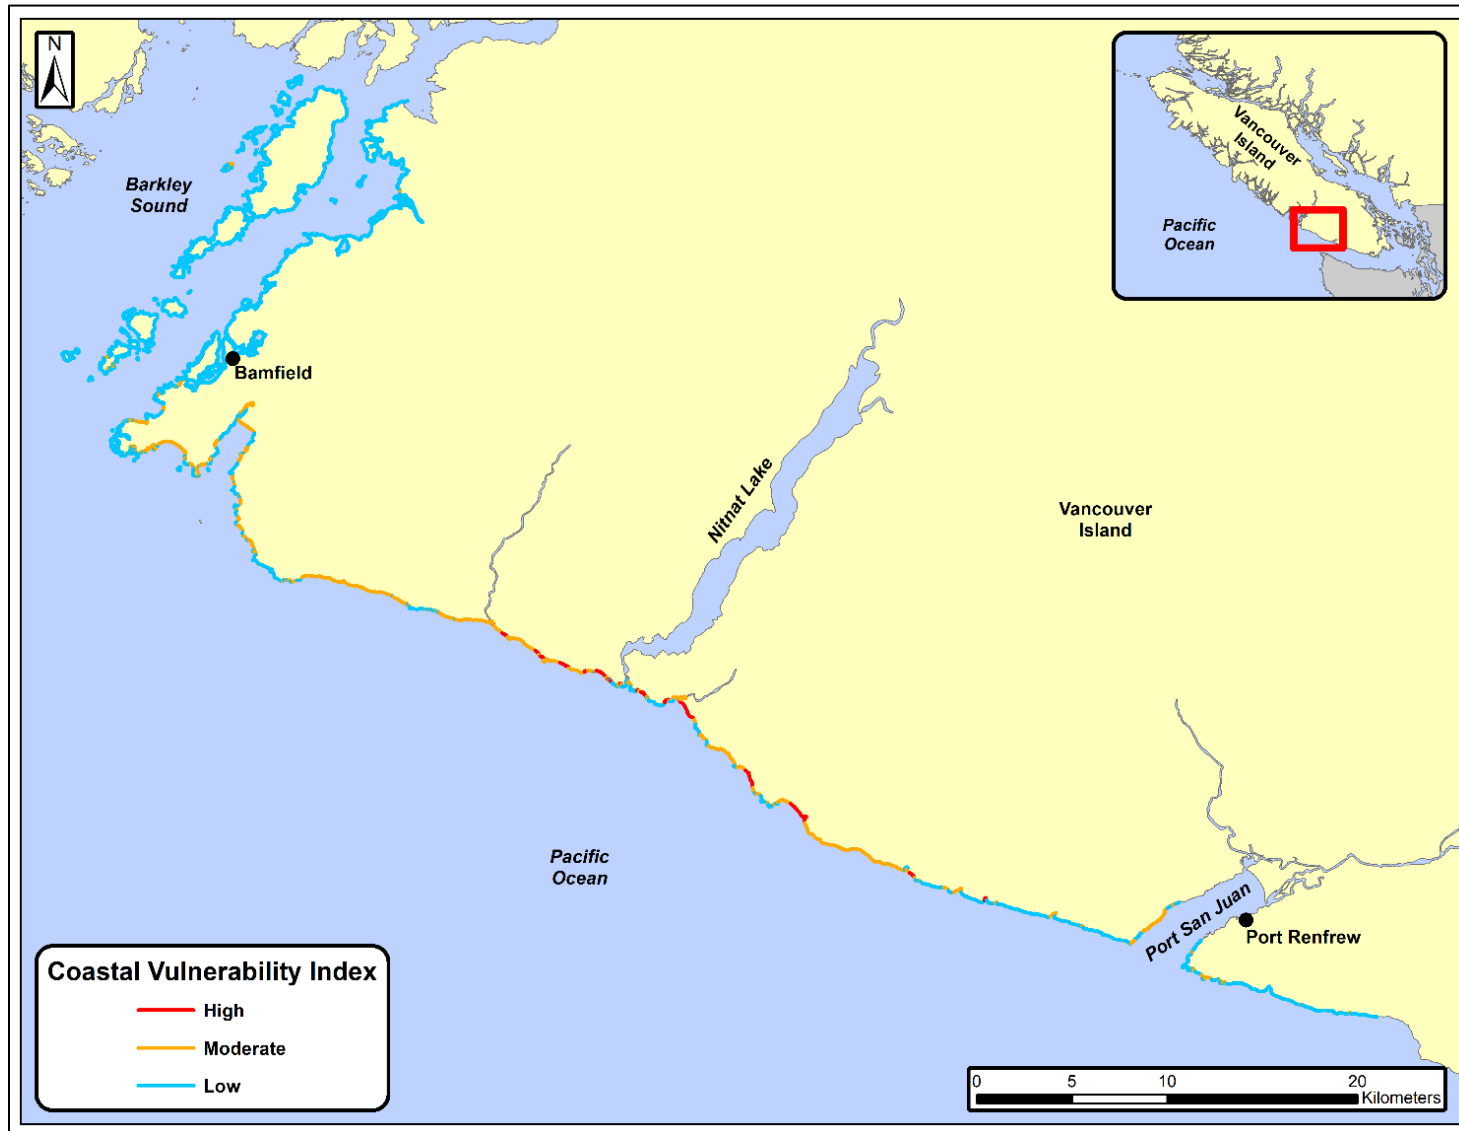 N
Barkley
Sound
Bamfield
Nitnat Lake
Vancouver
Island
Pacific
Ocean
Port San Juan
Port Renfrew
Vancouver
Island
Pacific
Ocean
Coastal Vulnerability Index
High
Moderate
Low
0 5 10 20
Kilometers